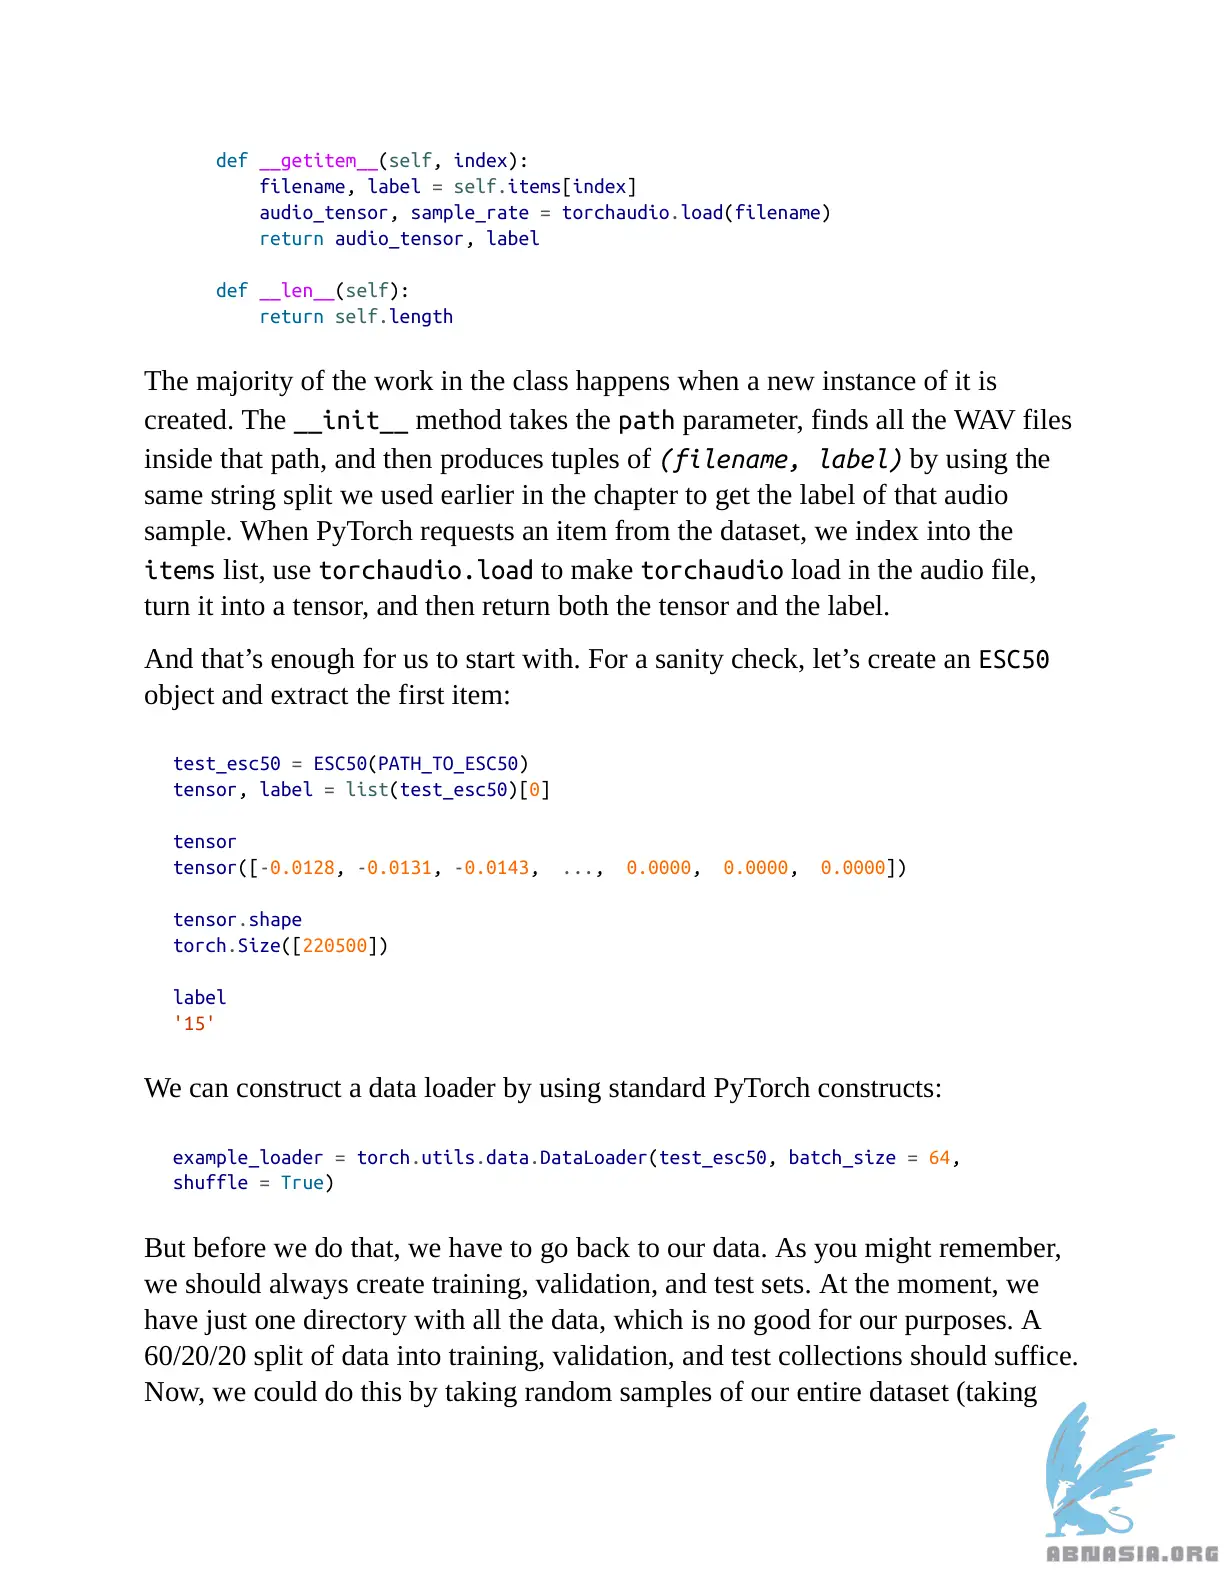 def __getitem__(self, index):
filename, label = self.items[index]
audio_tensor, sample_rate = torchaudio.load(filename)
return audio_tensor, label
def __len__(self):
return self.length
The majority of the work in the class happens when a new instance of it is
created. The __init__ method takes the path parameter, finds all the WAV files
inside that path, and then produces tuples of (filename, label) by using the
same string split we used earlier in the chapter to get the label of that audio
sample. When PyTorch requests an item from the dataset, we index into the
items list, use torchaudio.load to make torchaudio load in the audio file,
turn it into a tensor, and then return both the tensor and the label.
And that’s enough for us to start with. For a sanity check, let’s create an ESC50
object and extract the first item:
test_esc50 = ESC50(PATH_TO_ESC50)
tensor, label = list(test_esc50)[0]
tensor
tensor([-0.0128, -0.0131, -0.0143,  ...,  0.0000,  0.0000,  0.0000])
tensor.shape
torch.Size([220500])
label
'15'
We can construct a data loader by using standard PyTorch constructs:
example_loader = torch.utils.data.DataLoader(test_esc50, batch_size = 64,
shuffle = True)
But before we do that, we have to go back to our data. As you might remember,
we should always create training, validation, and test sets. At the moment, we
have just one directory with all the data, which is no good for our purposes. A
60/20/20 split of data into training, validation, and test collections should suffice.
Now, we could do this by taking random samples of our entire dataset (taking
ABNASIA.ORG